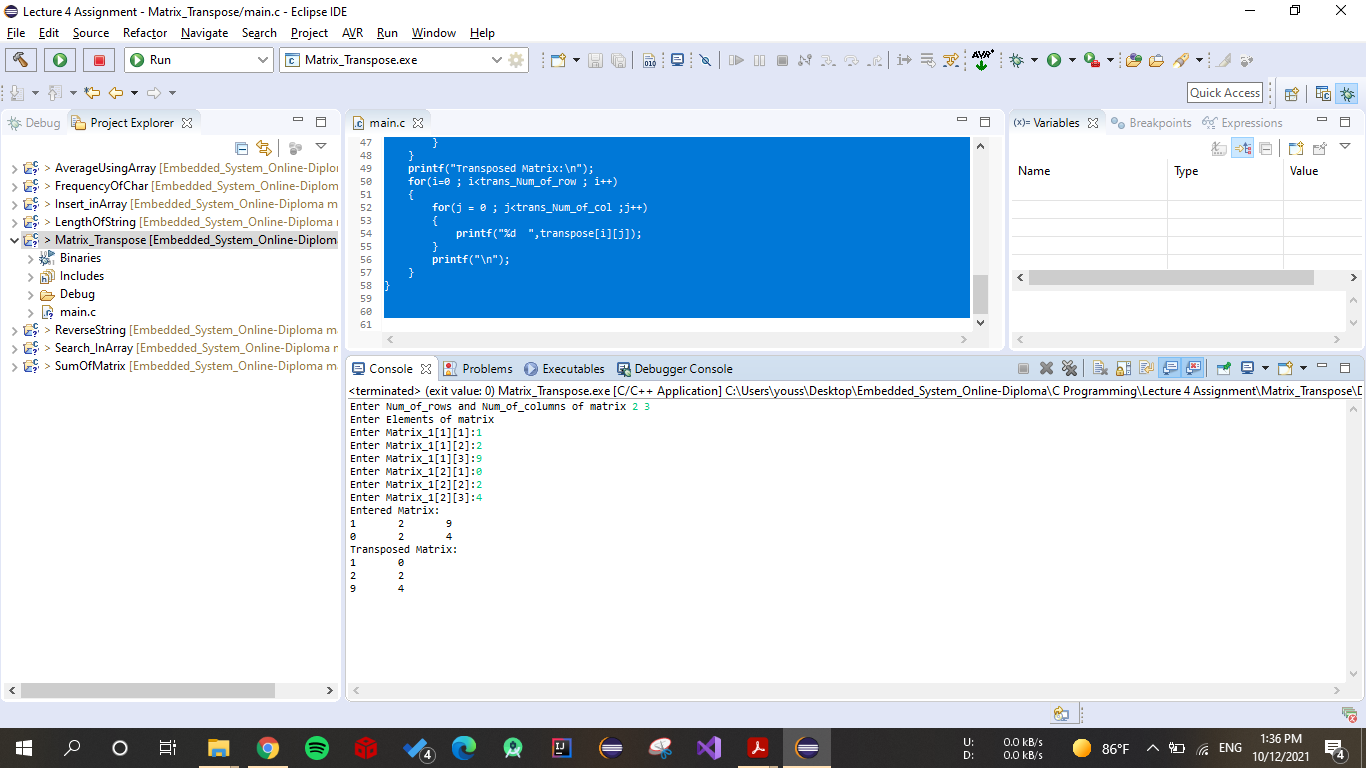 Lecture 4 Assignment - Matrix_Transpose/main.c - Eclipse IDE
File Edit Source Refactor Navigate Search Project AVR Run Window Help
Run Matrix_Transpose.exe
Quick Access
Debug Project Explorer
> AverageUsingArray [Embedded_System_Online-Diplo
> FrequencyOfChar [Embedded_System_Online-Diplom
> Insert_inArray [Embedded_System_Online-Diploma m
> LengthOfString [Embedded_System_Online-Diploma
> Matrix_Transpose [Embedded_System_Online-Diplom
Binaries
Includes
Debug
main.c
> ReverseString [Embedded_System_Online-Diploma m
> Search_InArray [Embedded_System_Online-Diploma
> SumOfMatrix [Embedded_System_Online-Diploma ma
main.c
47 }
48 }
49 printf("Transposed Matrix:\n");
50 for(i=0 ; i<trans_Num_of_row ; i++)
51 {
52 for(j = 0 ; j<trans_Num_of_col ;j++)
53 {
54 printf("%d  ",transpose[i][j]);
55 }
56 printf("\n");
57 }
58 }
59
60
61
(x)= Variables Breakpoints Expressions
Name Type Value
Console Problems Executables Debugger Console
<terminated> (exit value: 0) Matrix_Transpose.exe [C/C++ Application] C:\Users\youss\Desktop\Embedded_System_Online-Diploma\C Programming\Lecture 4 Assignment\Matrix_Transpose\D
Enter Num_of_rows and Num_of_columns of matrix 2 3
Enter Elements of matrix
Enter Matrix_1[1][1]:1
Enter Matrix_1[1][2]:2
Enter Matrix_1[1][3]:9
Enter Matrix_1[2][1]:0
Enter Matrix_1[2][2]:2
Enter Matrix_1[2][3]:4
Entered Matrix:
1 2 9
0 2 4
Transposed Matrix:
1 0
2 2
9 4
U: 0.0 kB/s
D: 0.0 kB/s
86°F
ENG
1:36 PM
10/12/2021
4
4